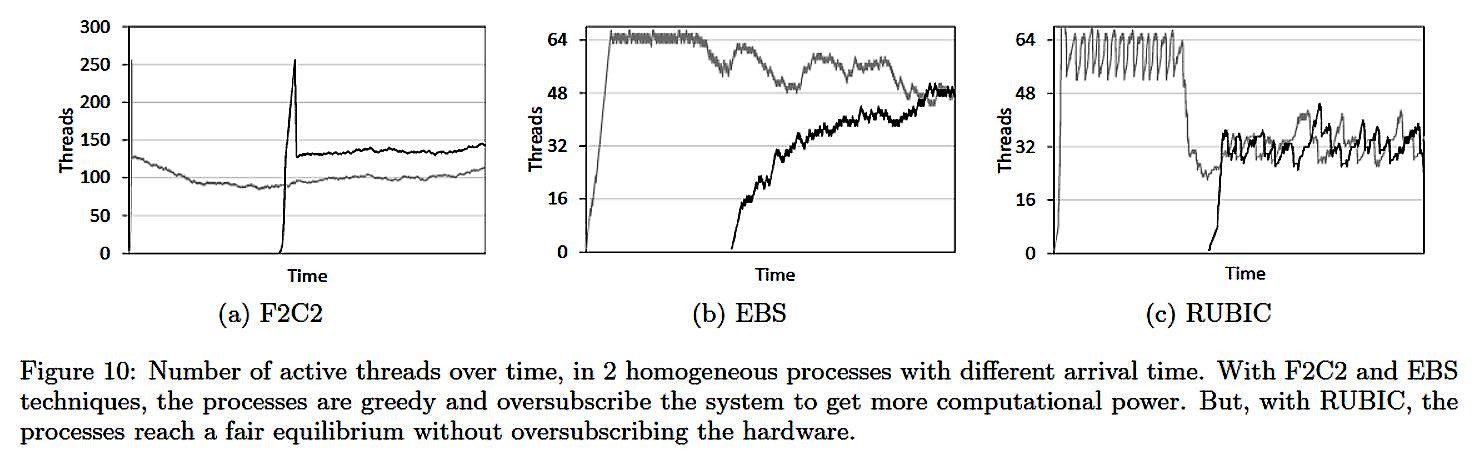 300
250
200
150
100
50
0
Threads
Time
(a) F2C2
64
48
32
16
0
Threads
Time
(b) EBS
64
48
32
16
0
Threads
Time
(c) RUBIC
Figure 10: Number of active threads over time, in 2 homogeneous processes with different arrival time. With F2C2 and EBS
techniques, the processes are greedy and oversubscribe the system to get more computational power. But, with RUBIC, the
processes reach a fair equilibrium without oversubscribing the hardware.